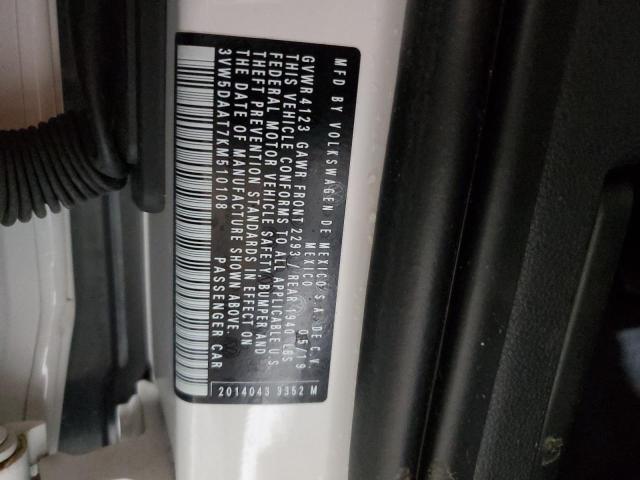 MFD BY VOLKSWAGEN DE MEXICO S.A. DE C.V.
MEXICO 05/19
GVWR 4123 GAWR FRONT 2293 / REAR 1940 LBS
THIS VEHICLE CONFORMS TO ALL APPLICABLE U.S.
FEDERAL MOTOR VEHICLE SAFETY, BUMPER AND
THEFT PREVENTION STANDARDS IN EFFECT ON
THE DATE OF MANUFACTURE SHOWN ABOVE.
3VW5DAAT7KM510108 PASSENGER CAR
2014043 9352 M